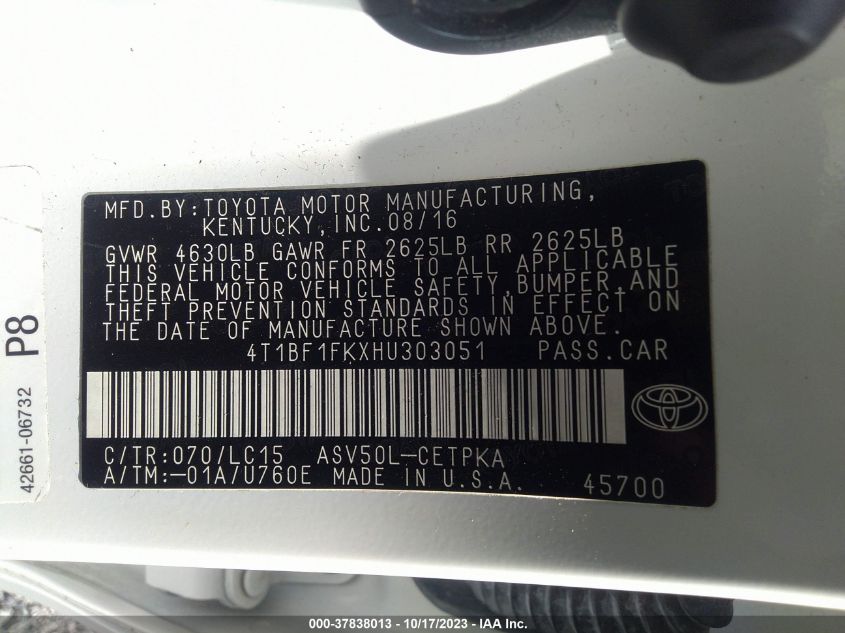 MFD.BY:TOYOTA MOTOR MANUFACTURING,
KENTUCKY,INC.08/16
GVWR 4630LB GAWR FR 2625LB RR 2625LB
THIS VEHICLE CONFORMS TO ALL APPLICABLE
FEDERAL MOTOR VEHICLE SAFETY,BUMPER,AND
THEFT PREVENTION STANDARDS IN EFFECT ON
THE DATE OF MANUFACTURE SHOWN ABOVE.
4T1BF1FKXHU303051 PASS.CAR
C/TR:070/LC15 ASV50L-CETPKA
A/TM:-01A/U760E MADE IN U.S.A. 45700
42661-06732 P8
000-37838013 - 10/17/2023 - IAA Inc.